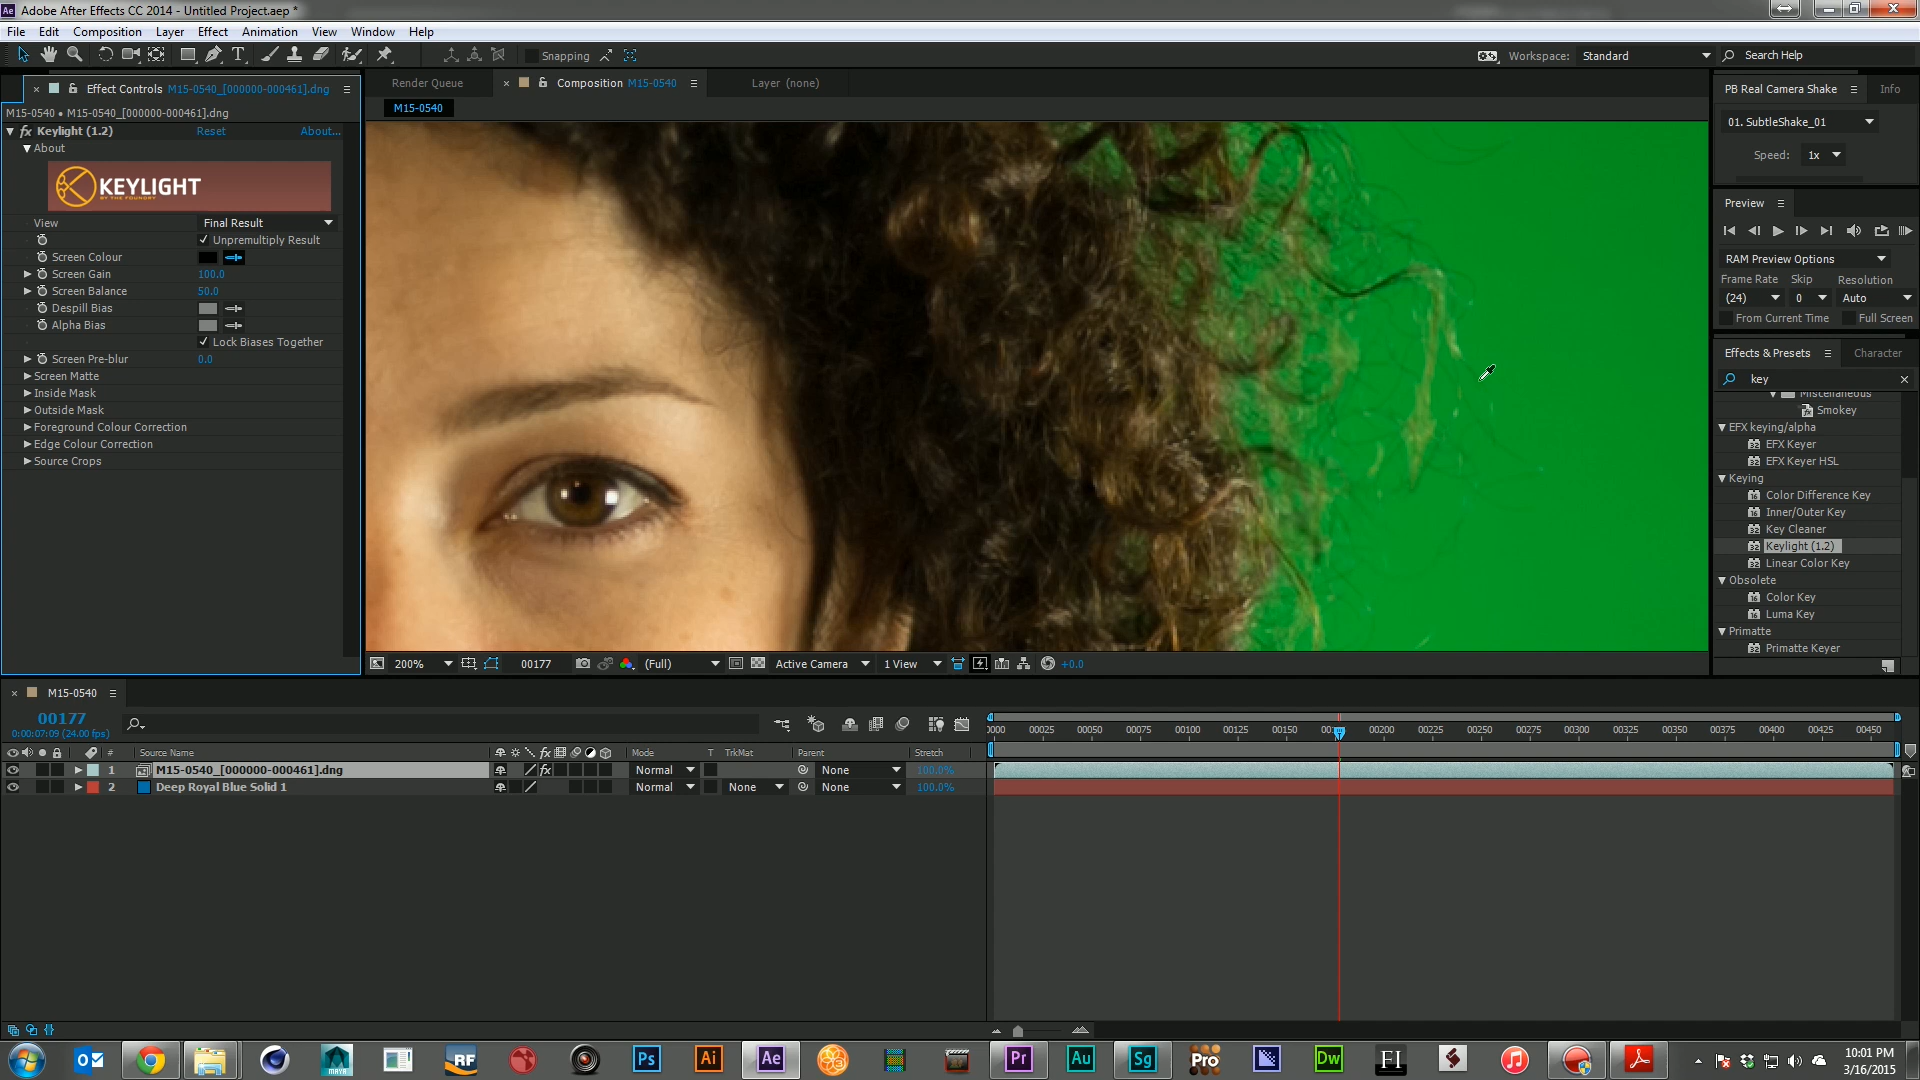 Adobe After Effects CC 2014 - Untitled Project.aep *
File Edit Composition Layer Effect Animation View Window Help
Snapping
Workspace: Standard
Search Help
Effect Controls M15-0540_[000000-000461].dng
M15-0540 • M15-0540_[000000-000461].dng
Keylight (1.2) Reset About...
About
KEYLIGHT
BY THE FOUNDRY
View Final Result
Unpremultiply Result
Screen Colour
Screen Gain 100.0
Screen Balance 50.0
Despill Bias
Alpha Bias
Lock Biases Together
Screen Pre-blur 0.0
Screen Matte
Inside Mask
Outside Mask
Foreground Colour Correction
Edge Colour Correction
Source Crops
Render Queue
Composition M15-0540
Layer (none)
M15-0540
200% 00177 (Full) Active Camera 1 View +0.0
PB Real Camera Shake Info
01. SubtleShake_01
Speed: 1x
Preview
RAM Preview Options
Frame Rate Skip Resolution
(24) 0 Auto
From Current Time Full Screen
Effects & Presets Character
key
Miscellaneous
Smokey
EFX keying/alpha
EFX Keyer
EFX Keyer HSL
Keying
Color Difference Key
Inner/Outer Key
Key Cleaner
Keylight (1.2)
Linear Color Key
Obsolete
Color Key
Luma Key
Primatte
Primatte Keyer
M15-0540
00177
0:00:07:09 (24.00 fps)
# Source Name Mode T TrkMat Parent Stretch
1 M15-0540_[000000-000461].dng Normal None 100.0%
2 Deep Royal Blue Solid 1 Normal None None 100.0%
0000 00025 00050 00075 00100 00125 00150 00200 00225 00250 00275 00300 00325 00350 00375 00400 00425 00450
MAYA RF Ps Ai Ae Pr Au Sg Pro Dw FI
10:01 PM
3/16/2015